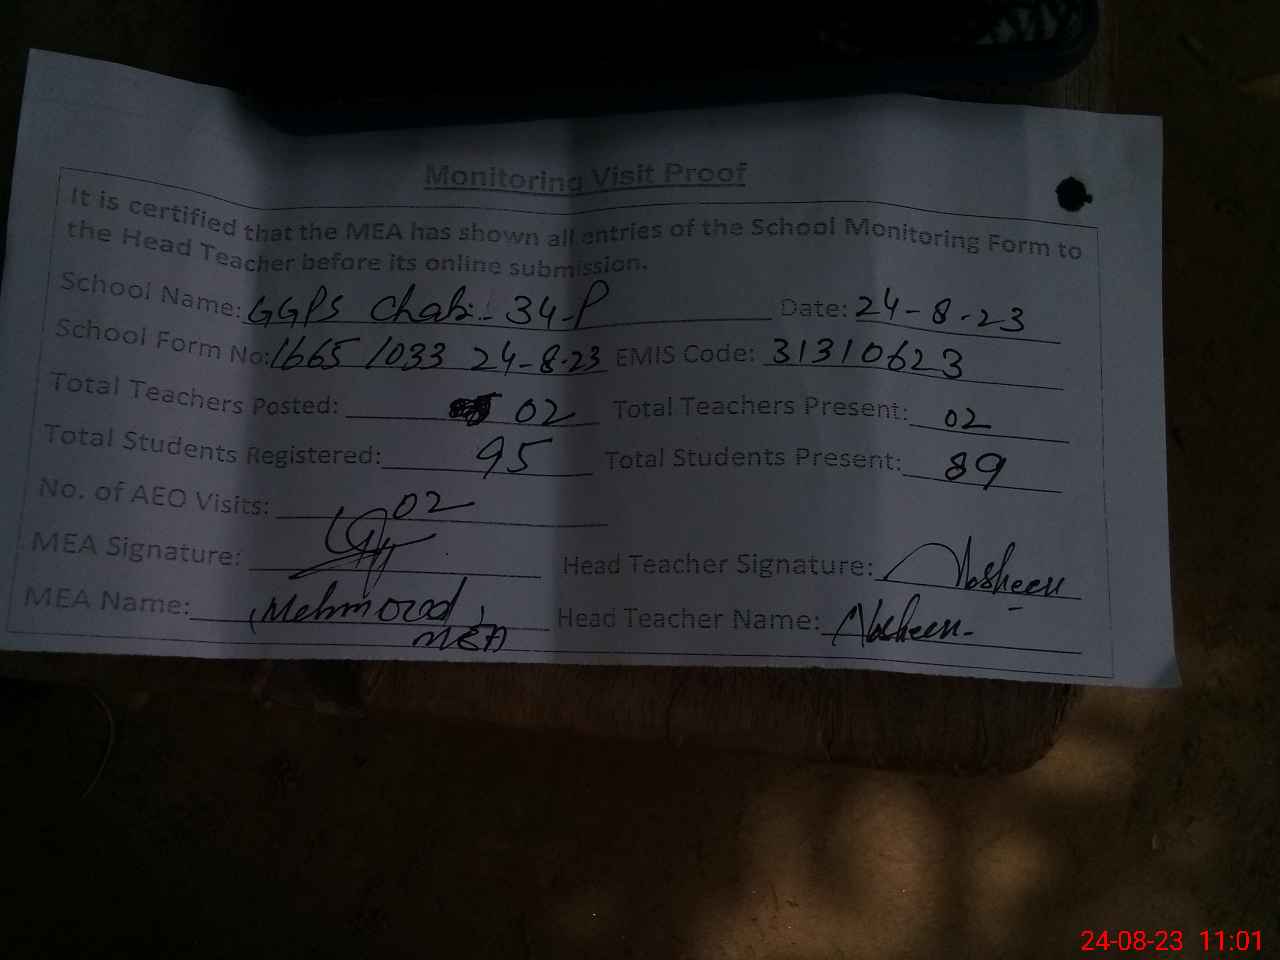 Monitoring Visit Proof
It is certified that the MEA has shown all entries of the School Monitoring Form to
the Head Teacher before its online submission.
School Name: GGPS Chak: 34-P Date: 24-8-23
School Form No: 1665 1033 24-8-23 EMIS Code: 31310623
Total Teachers Posted: 02 Total Teachers Present: 02
Total Students Registered: 95 Total Students Present: 89
No. of AEO Visits: 02
MEA Signature: Head Teacher Signature: Nosheen
MEA Name: (Mehmood) Head Teacher Name: Nosheen
MEA
24-08-23 11:01